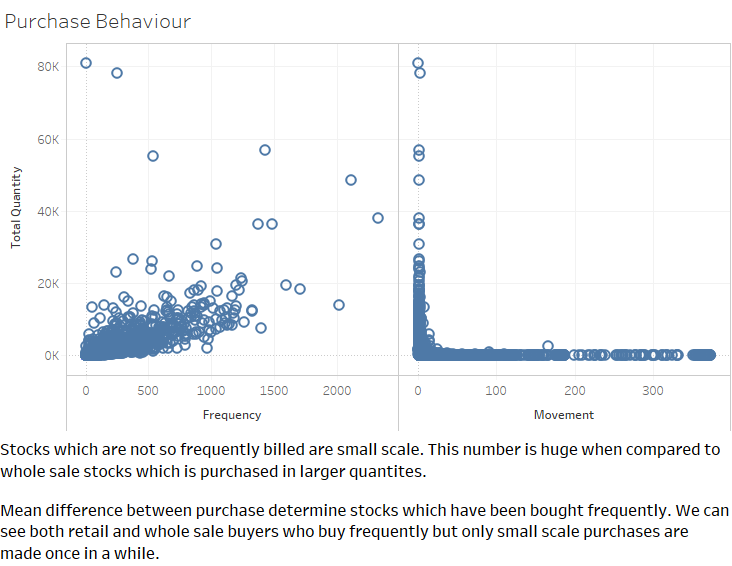 Purchase Behaviour
80K
60K
40K
20K
0K
Total Quantity
0 500 1000 1500 2000
0 100 200 300
Frequency
Movement
Stocks which are not so frequently billed are small scale. This number is huge when compared to
whole sale stocks which is purchased in larger quantites.
Mean difference between purchase determine stocks which have been bought frequently. We can
see both retail and whole sale buyers who buy frequently but only small scale purchases are
made once in a while.